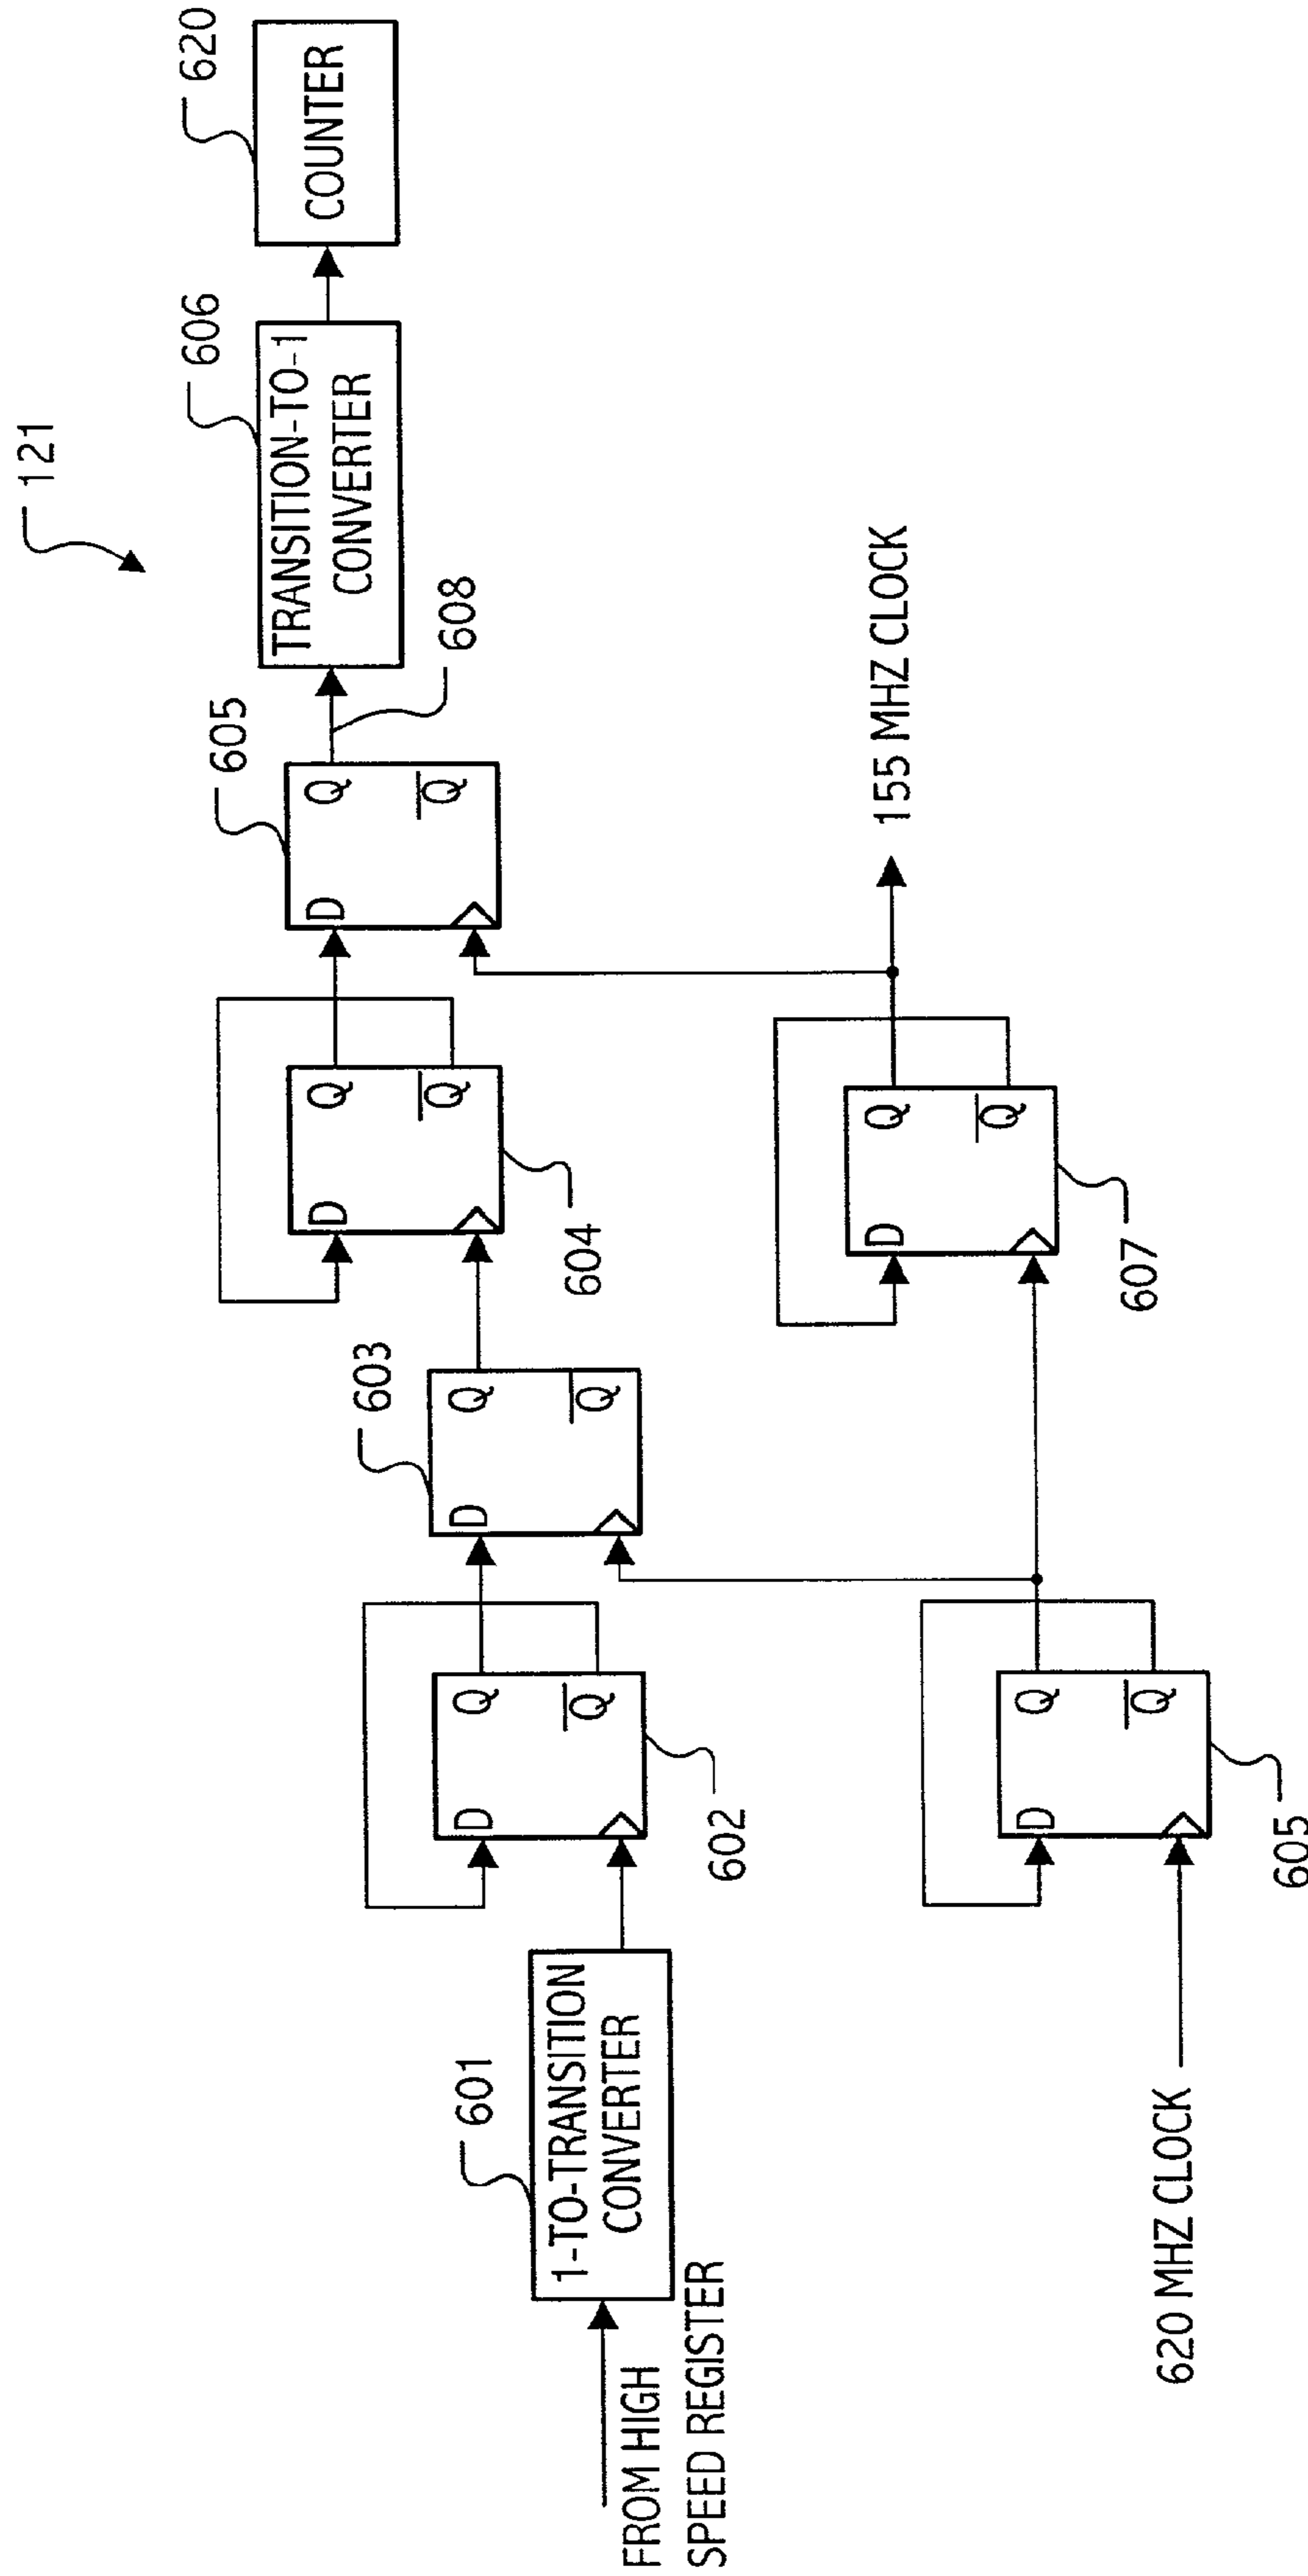 121
FROM HIGH
SPEED REGISTER
601
1-TO-TRANSITION
CONVERTER
602
D
Q
Q̅
603
D
Q
Q̅
604
D
Q
Q̅
605
D
Q
Q̅
608
606
TRANSITION-TO-1
CONVERTER
620
COUNTER
620 MHZ CLOCK
605
D
Q
Q̅
607
D
Q
Q̅
155 MHZ CLOCK